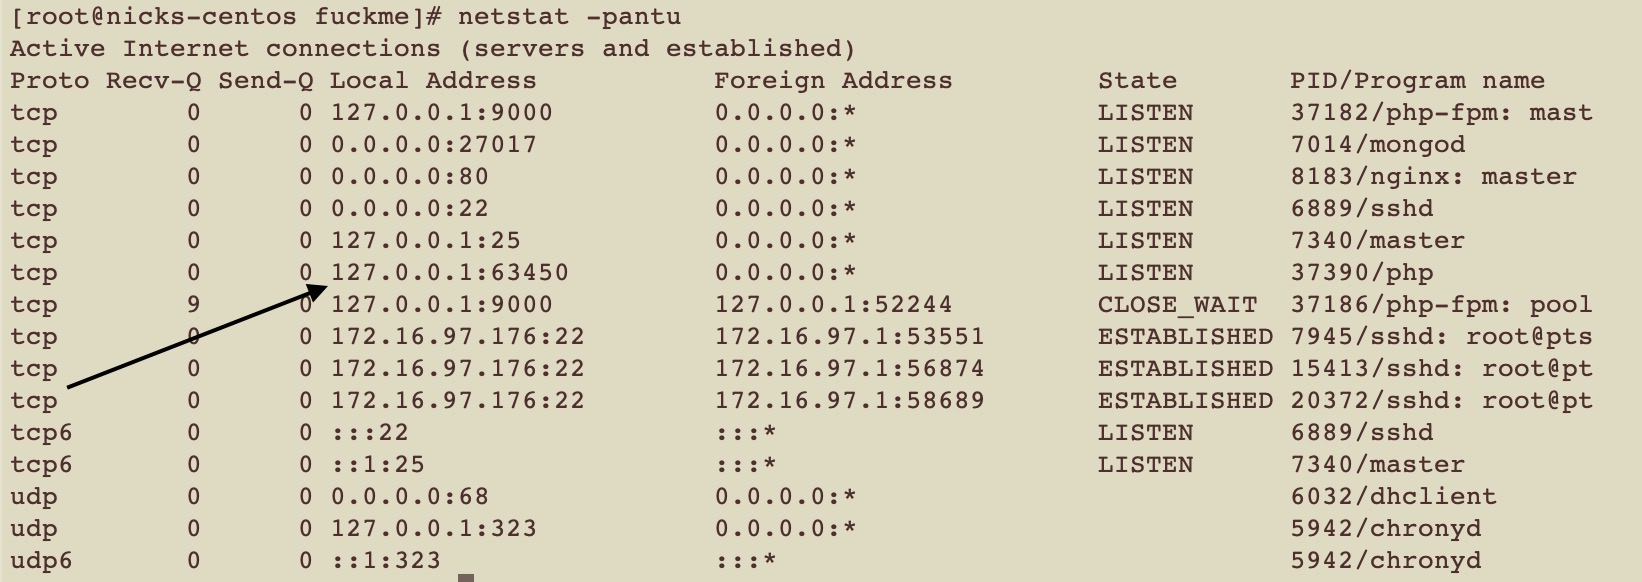 [root@nicks-centos fuckme]# netstat -pantu
Active Internet connections (servers and established)
Proto Recv-Q Send-Q Local Address           Foreign Address         State       PID/Program name
tcp        0      0 127.0.0.1:9000          0.0.0.0:*               LISTEN      37182/php-fpm: mast
tcp        0      0 0.0.0.0:27017           0.0.0.0:*               LISTEN      7014/mongod
tcp        0      0 0.0.0.0:80              0.0.0.0:*               LISTEN      8183/nginx: master
tcp        0      0 0.0.0.0:22              0.0.0.0:*               LISTEN      6889/sshd
tcp        0      0 127.0.0.1:25            0.0.0.0:*               LISTEN      7340/master
tcp        0      0 127.0.0.1:63450         0.0.0.0:*               LISTEN      37390/php
tcp        9      0 127.0.0.1:9000          127.0.0.1:52244         CLOSE_WAIT  37186/php-fpm: pool
tcp        0      0 172.16.97.176:22        172.16.97.1:53551       ESTABLISHED 7945/sshd: root@pts
tcp        0      0 172.16.97.176:22        172.16.97.1:56874       ESTABLISHED 15413/sshd: root@pt
tcp        0      0 172.16.97.176:22        172.16.97.1:58689       ESTABLISHED 20372/sshd: root@pt
tcp6       0      0 :::22                   :::*                    LISTEN      6889/sshd
tcp6       0      0 ::1:25                  :::*                    LISTEN      7340/master
udp        0      0 0.0.0.0:68              0.0.0.0:*                           6032/dhclient
udp        0      0 127.0.0.1:323           0.0.0.0:*                           5942/chronyd
udp6       0      0 ::1:323                 :::*                                5942/chronyd